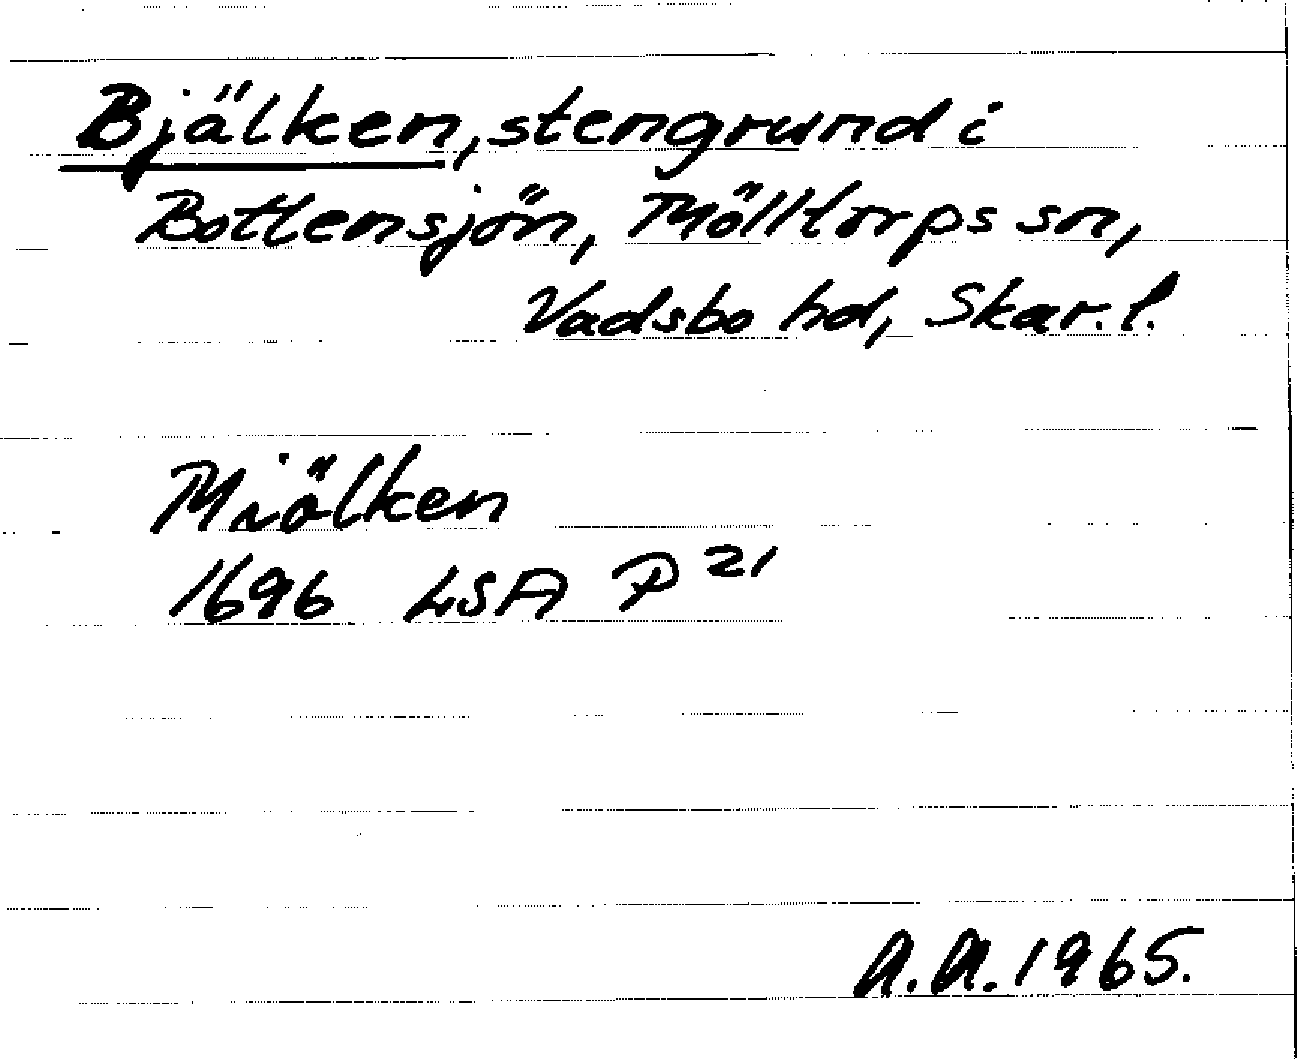 Bjälken, stengrund i
Bottensjön, Mölltorps sn,
Vadsbo hd, Skar. l.
Miölken
1696 LSA P 21
A.A. 1965.